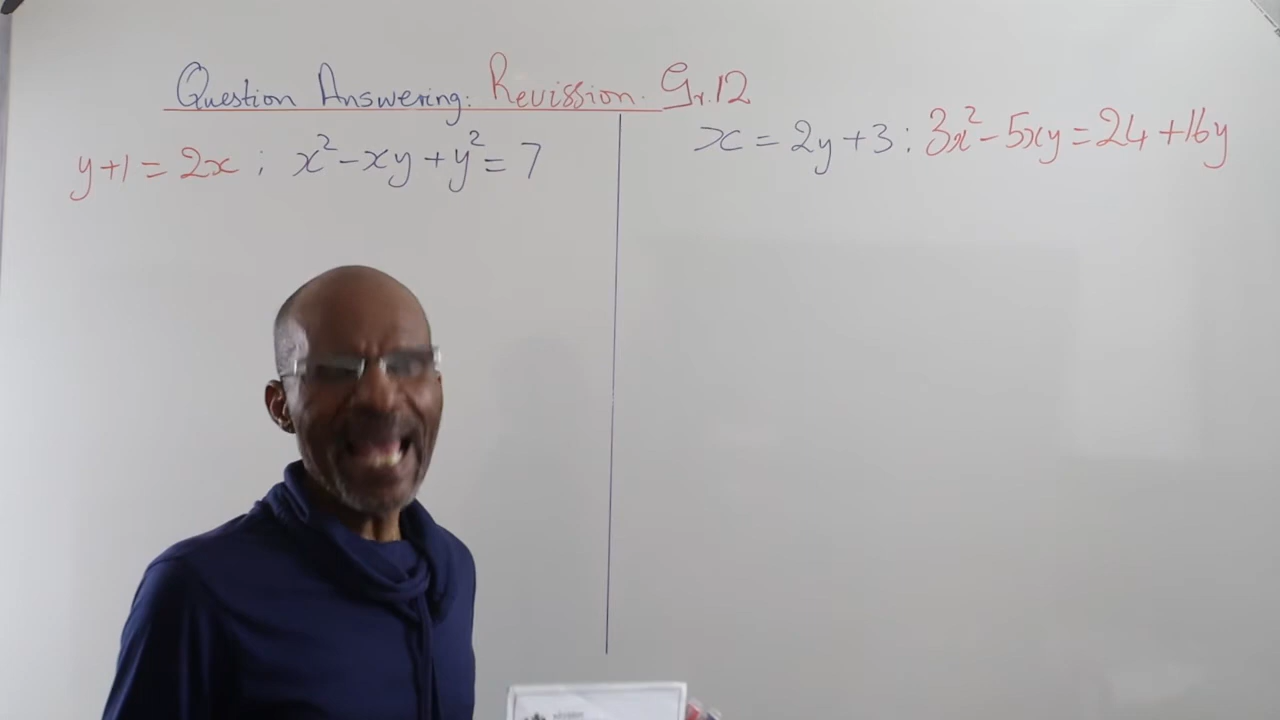 Question Answering: Revission. Gr.12
y+1 = 2x ; x²-xy+y² = 7
x = 2y+3 : 3x²-5xy = 24+16y